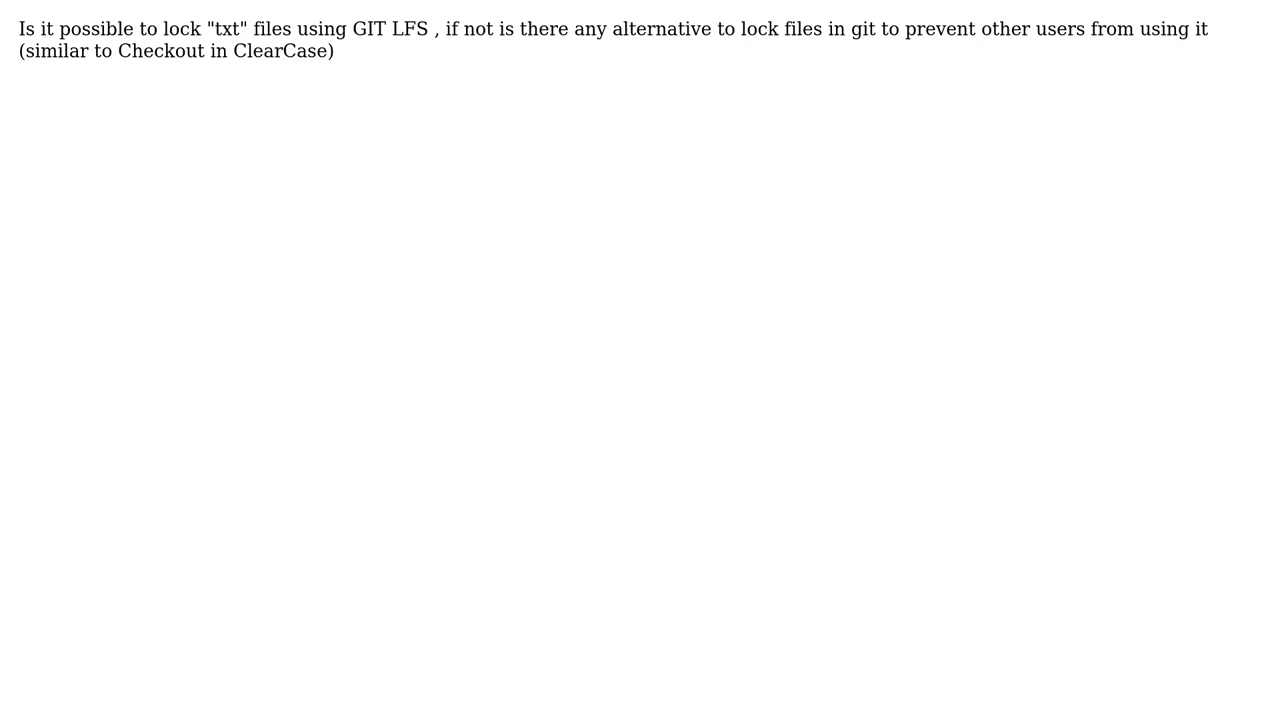 Is it possible to lock "txt" files using GIT LFS , if not is there any alternative to lock files in git to prevent other users from using it
(similar to Checkout in ClearCase)